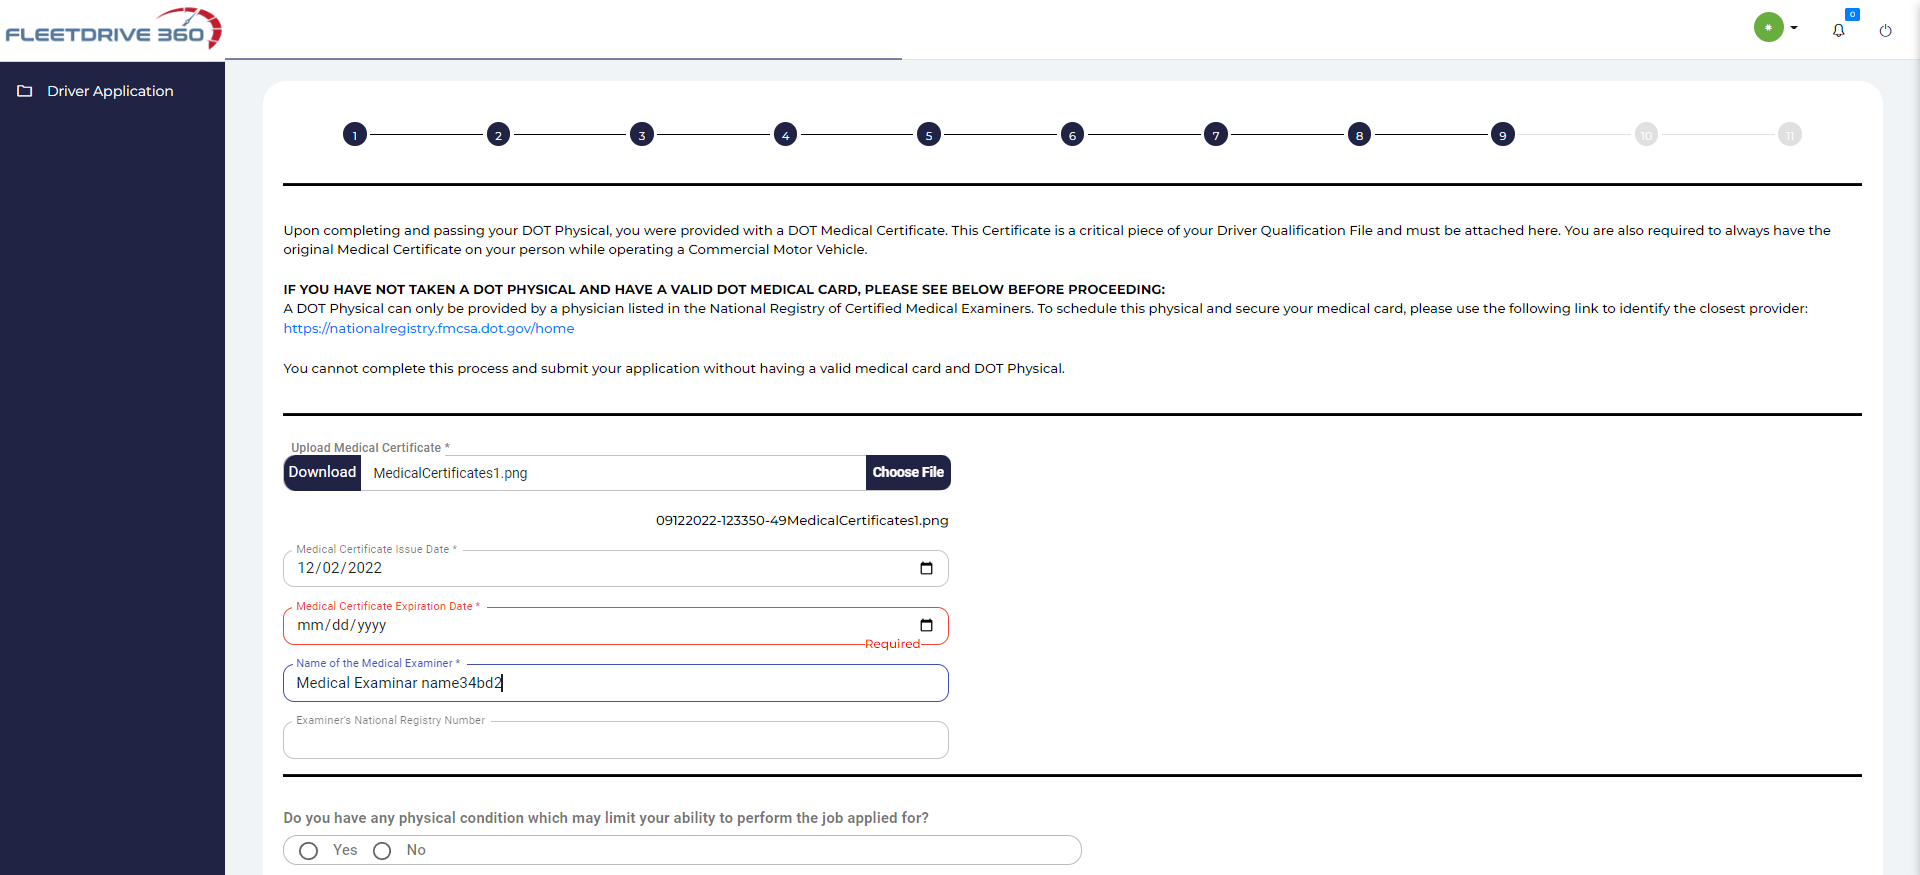 FLEETDRIVE 360
0
Driver Application
1 2 3 4 5 6 7 8 9 10 11
Upon completing and passing your DOT Physical, you were provided with a DOT Medical Certificate. This Certificate is a critical piece of your Driver Qualification File and must be attached here. You are also required to always have the
original Medical Certificate on your person while operating a Commercial Motor Vehicle.
IF YOU HAVE NOT TAKEN A DOT PHYSICAL AND HAVE A VALID DOT MEDICAL CARD, PLEASE SEE BELOW BEFORE PROCEEDING:
A DOT Physical can only be provided by a physician listed in the National Registry of Certified Medical Examiners. To schedule this physical and secure your medical card, please use the following link to identify the closest provider:
https://nationalregistry.fmcsa.dot.gov/home
You cannot complete this process and submit your application without having a valid medical card and DOT Physical.
Upload Medical Certificate *
Download MedicalCertificates1.png Choose File
09122022-123350-49MedicalCertificates1.png
Medical Certificate Issue Date *
12/02/2022
Medical Certificate Expiration Date *
mm/dd/yyyy
Required
Name of the Medical Examiner *
Medical Examinar name34bd2
Examiner's National Registry Number
Do you have any physical condition which may limit your ability to perform the job applied for?
Yes No